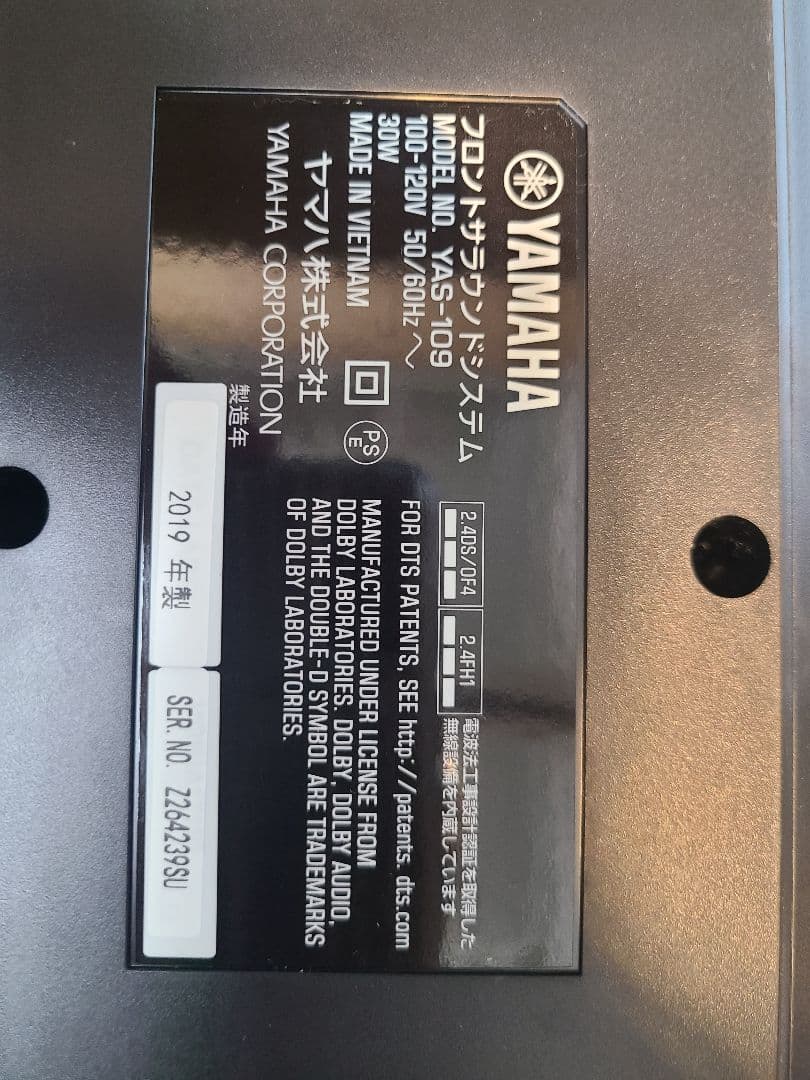 YAMAHA
フロントサラウンドシステム
MODEL NO. YAS-109
100-120V 50/60Hz ～
30W
MADE IN VIETNAM
PS
E
ヤマハ株式会社
YAMAHA CORPORATION
2.4DS/OF4
2.4FH1
電波法工事設計認証を取得した
無線設備を内蔵しています
FOR DTS PATENTS, SEE http://patents.dts.com
MANUFACTURED UNDER LICENSE FROM
DOLBY LABORATORIES. DOLBY, DOLBY AUDIO,
AND THE DOUBLE-D SYMBOL ARE TRADEMARKS
OF DOLBY LABORATORIES.
製造年
2019 年製
SER. NO. Z264239SU